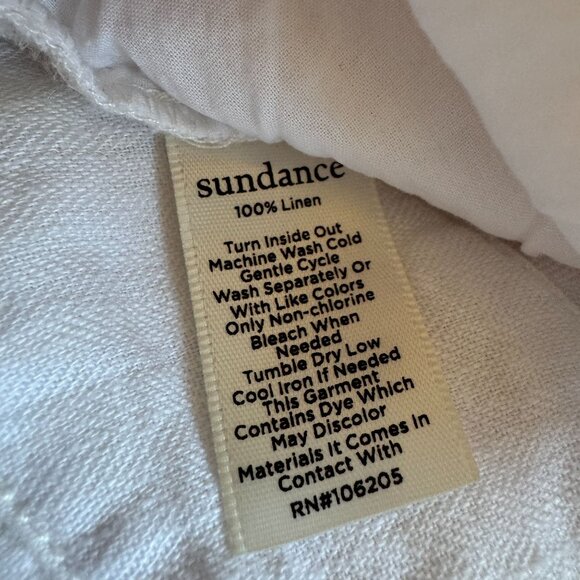 sundance
100% Linen
Turn Inside Out
Machine Wash Cold
Gentle Cycle
Wash Separately Or
With Like Colors
Only Non-chlorine
Bleach When
Needed
Tumble Dry Low
Cool Iron If Needed
This Garment
Contains Dye Which
May Discolor
Materials It Comes In
Contact With
RN#106205